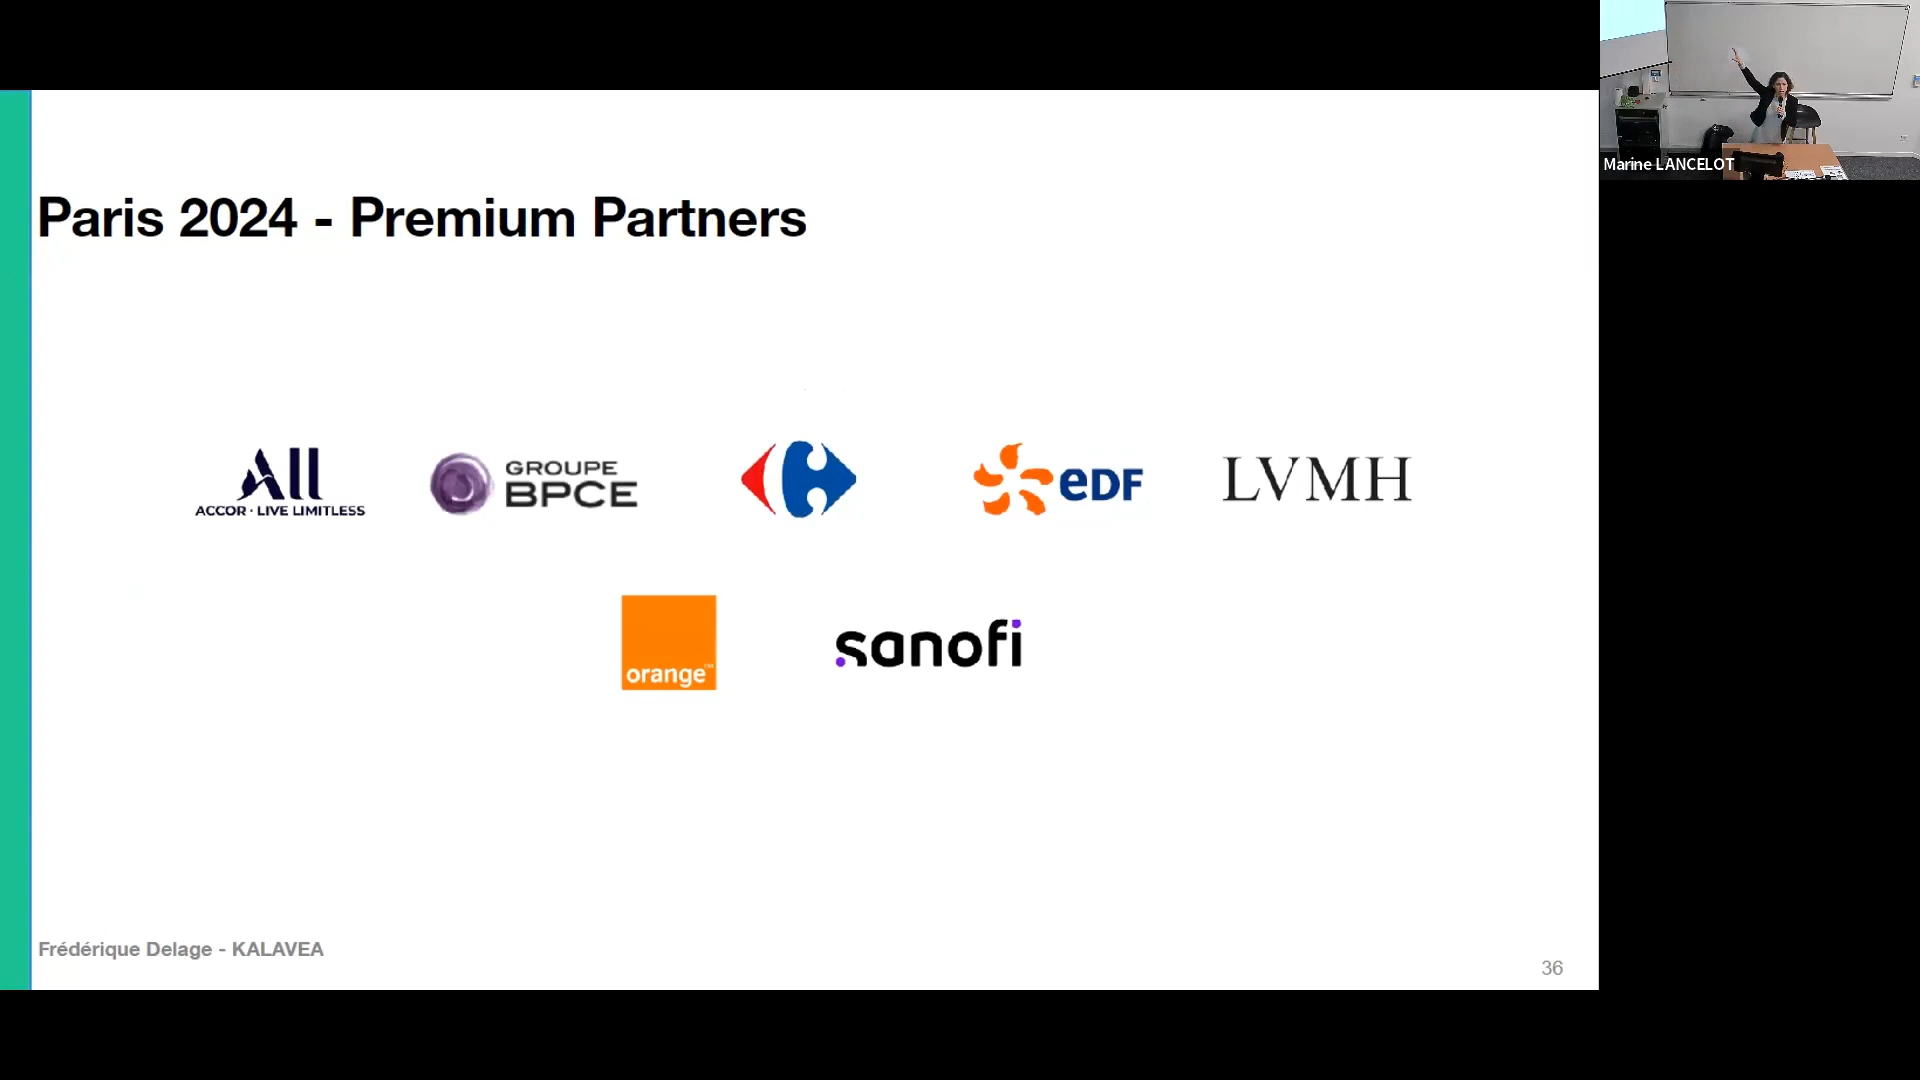 Marine LANCELOT
Paris 2024 - Premium Partners
All
ACCOR · LIVE LIMITLESS
GROUPE
BPCE
eDF
LVMH
orange™
sanofi
Frédérique Delage - KALAVEA
36